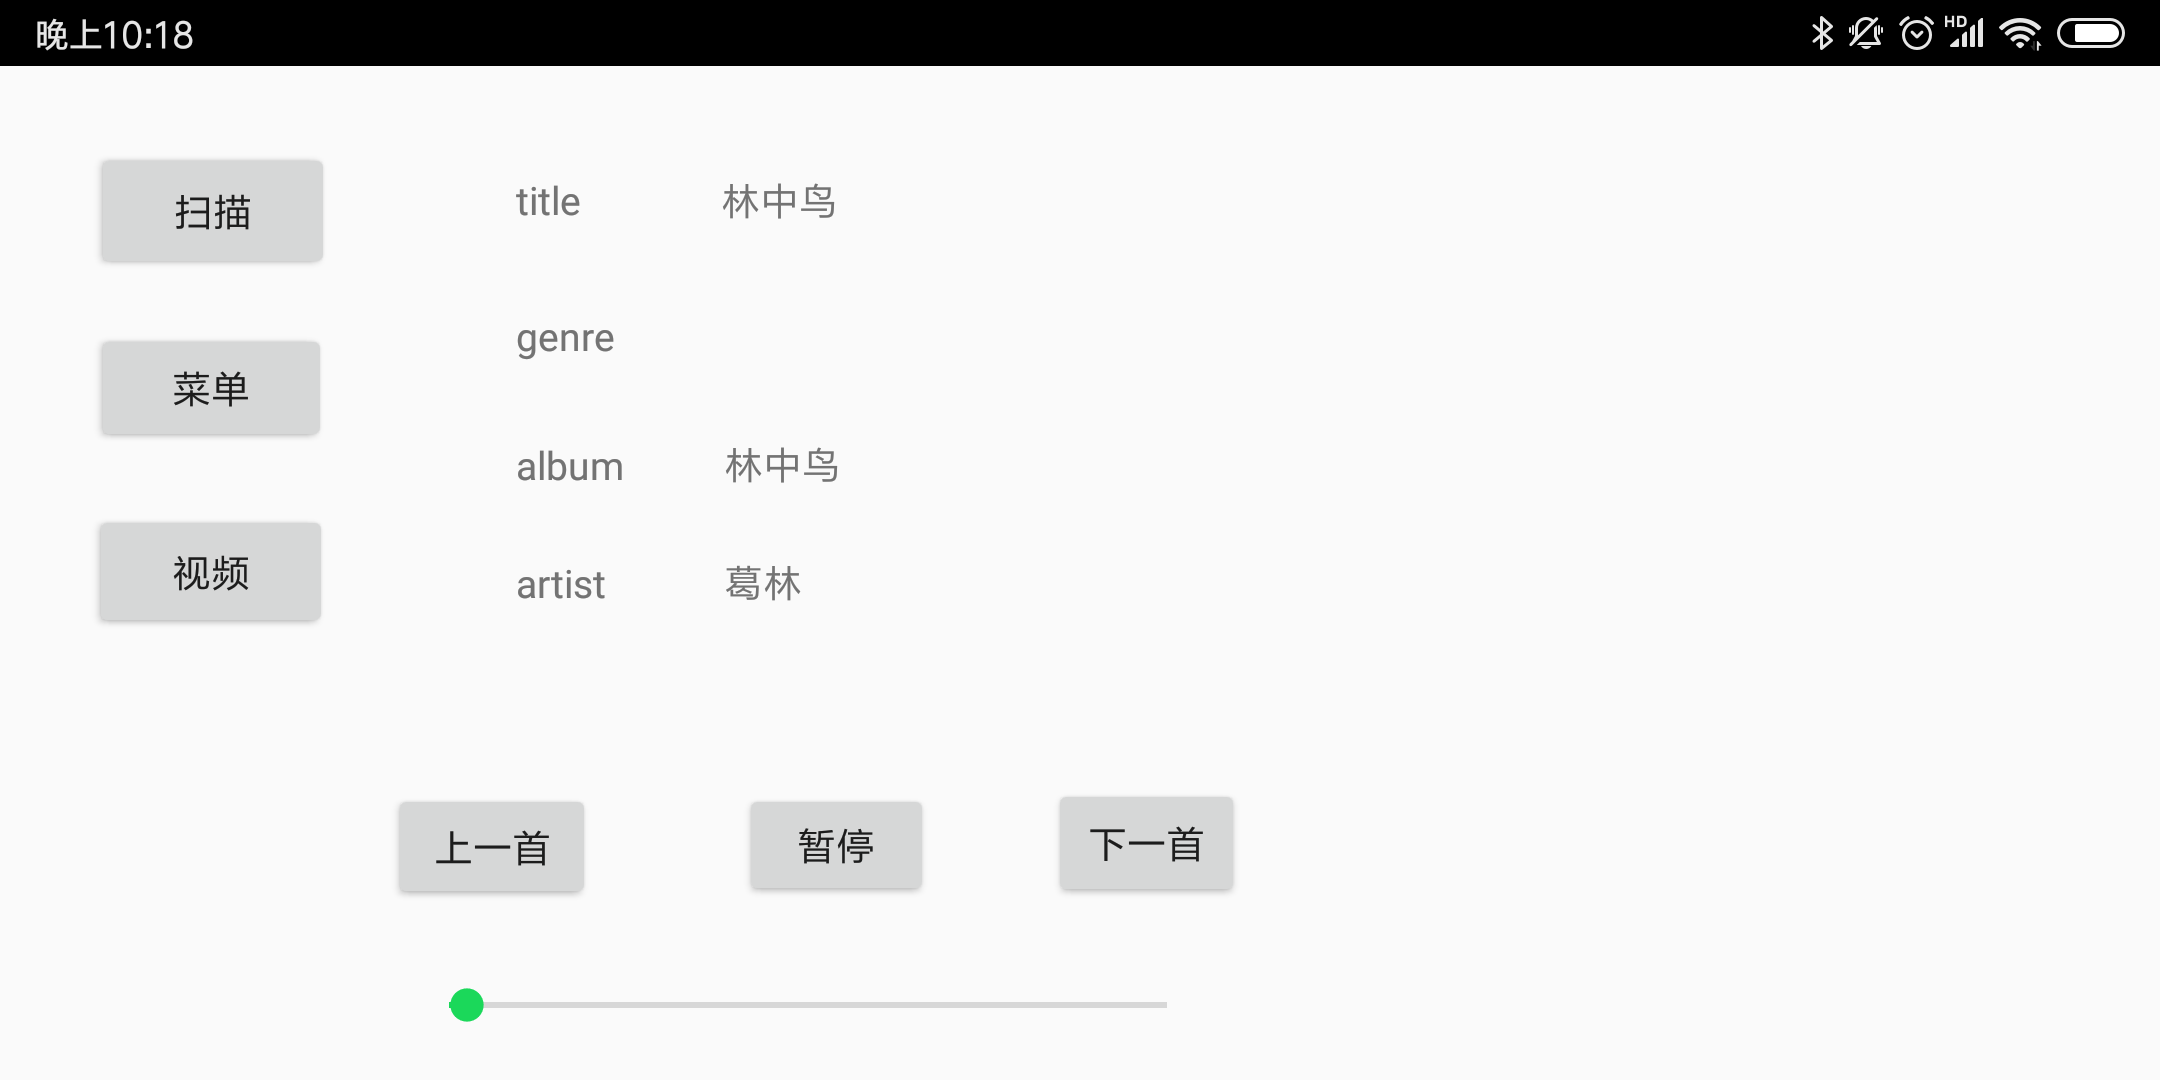 晚上10:18
HD
扫描
title 林中鸟
genre
菜单
album 林中鸟
视频
artist 葛林
上一首 暂停 下一首